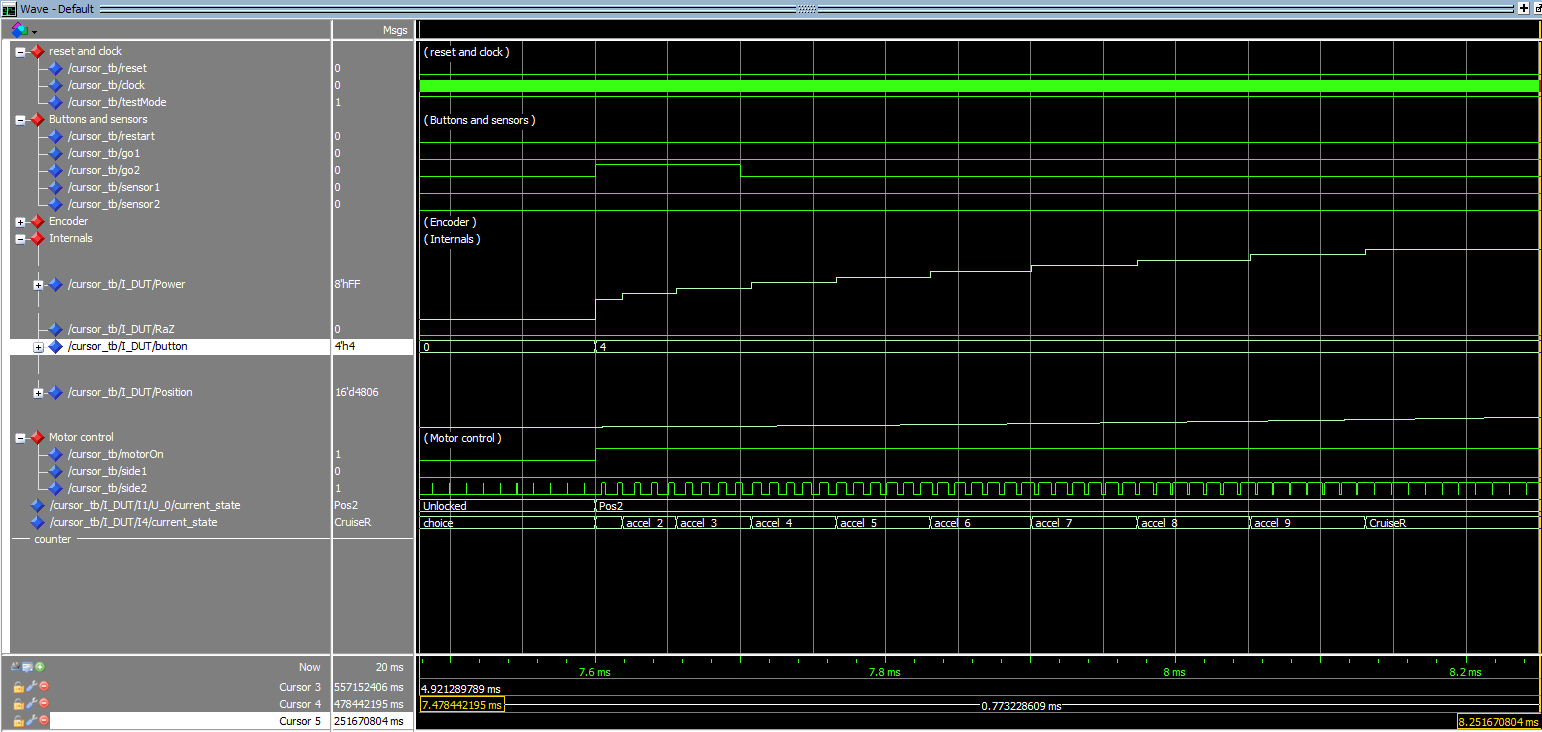 Wave - Default
Msgs
reset and clock
( reset and clock )
/cursor_tb/reset 0
/cursor_tb/clock 0
/cursor_tb/testMode 1
Buttons and sensors
( Buttons and sensors )
/cursor_tb/restart 0
/cursor_tb/go1 0
/cursor_tb/go2 0
/cursor_tb/sensor1 0
/cursor_tb/sensor2 0
Encoder
( Encoder )
Internals
( Internals )
/cursor_tb/I_DUT/Power 8'hFF
/cursor_tb/I_DUT/RaZ 0
/cursor_tb/I_DUT/button 4'h4 0 4
/cursor_tb/I_DUT/Position 16'd4806
Motor control
( Motor control )
/cursor_tb/motorOn 1
/cursor_tb/side1 0
/cursor_tb/side2 1
/cursor_tb/I_DUT/I1/U_0/current_state Pos2 Unlocked Pos2
/cursor_tb/I_DUT/I4/current_state CruiseR choice accel_2 accel_3 accel_4 accel_5 accel_6 accel_7 accel_8 accel_9 CruiseR
counter
Now 20 ms 7.6 ms 7.8 ms 8 ms 8.2 ms
Cursor 3 557152406 ms 4.921289789 ms
Cursor 4 478442195 ms 7.478442195 ms 0.773228609 ms
Cursor 5 251670804 ms 8.251670804 ms